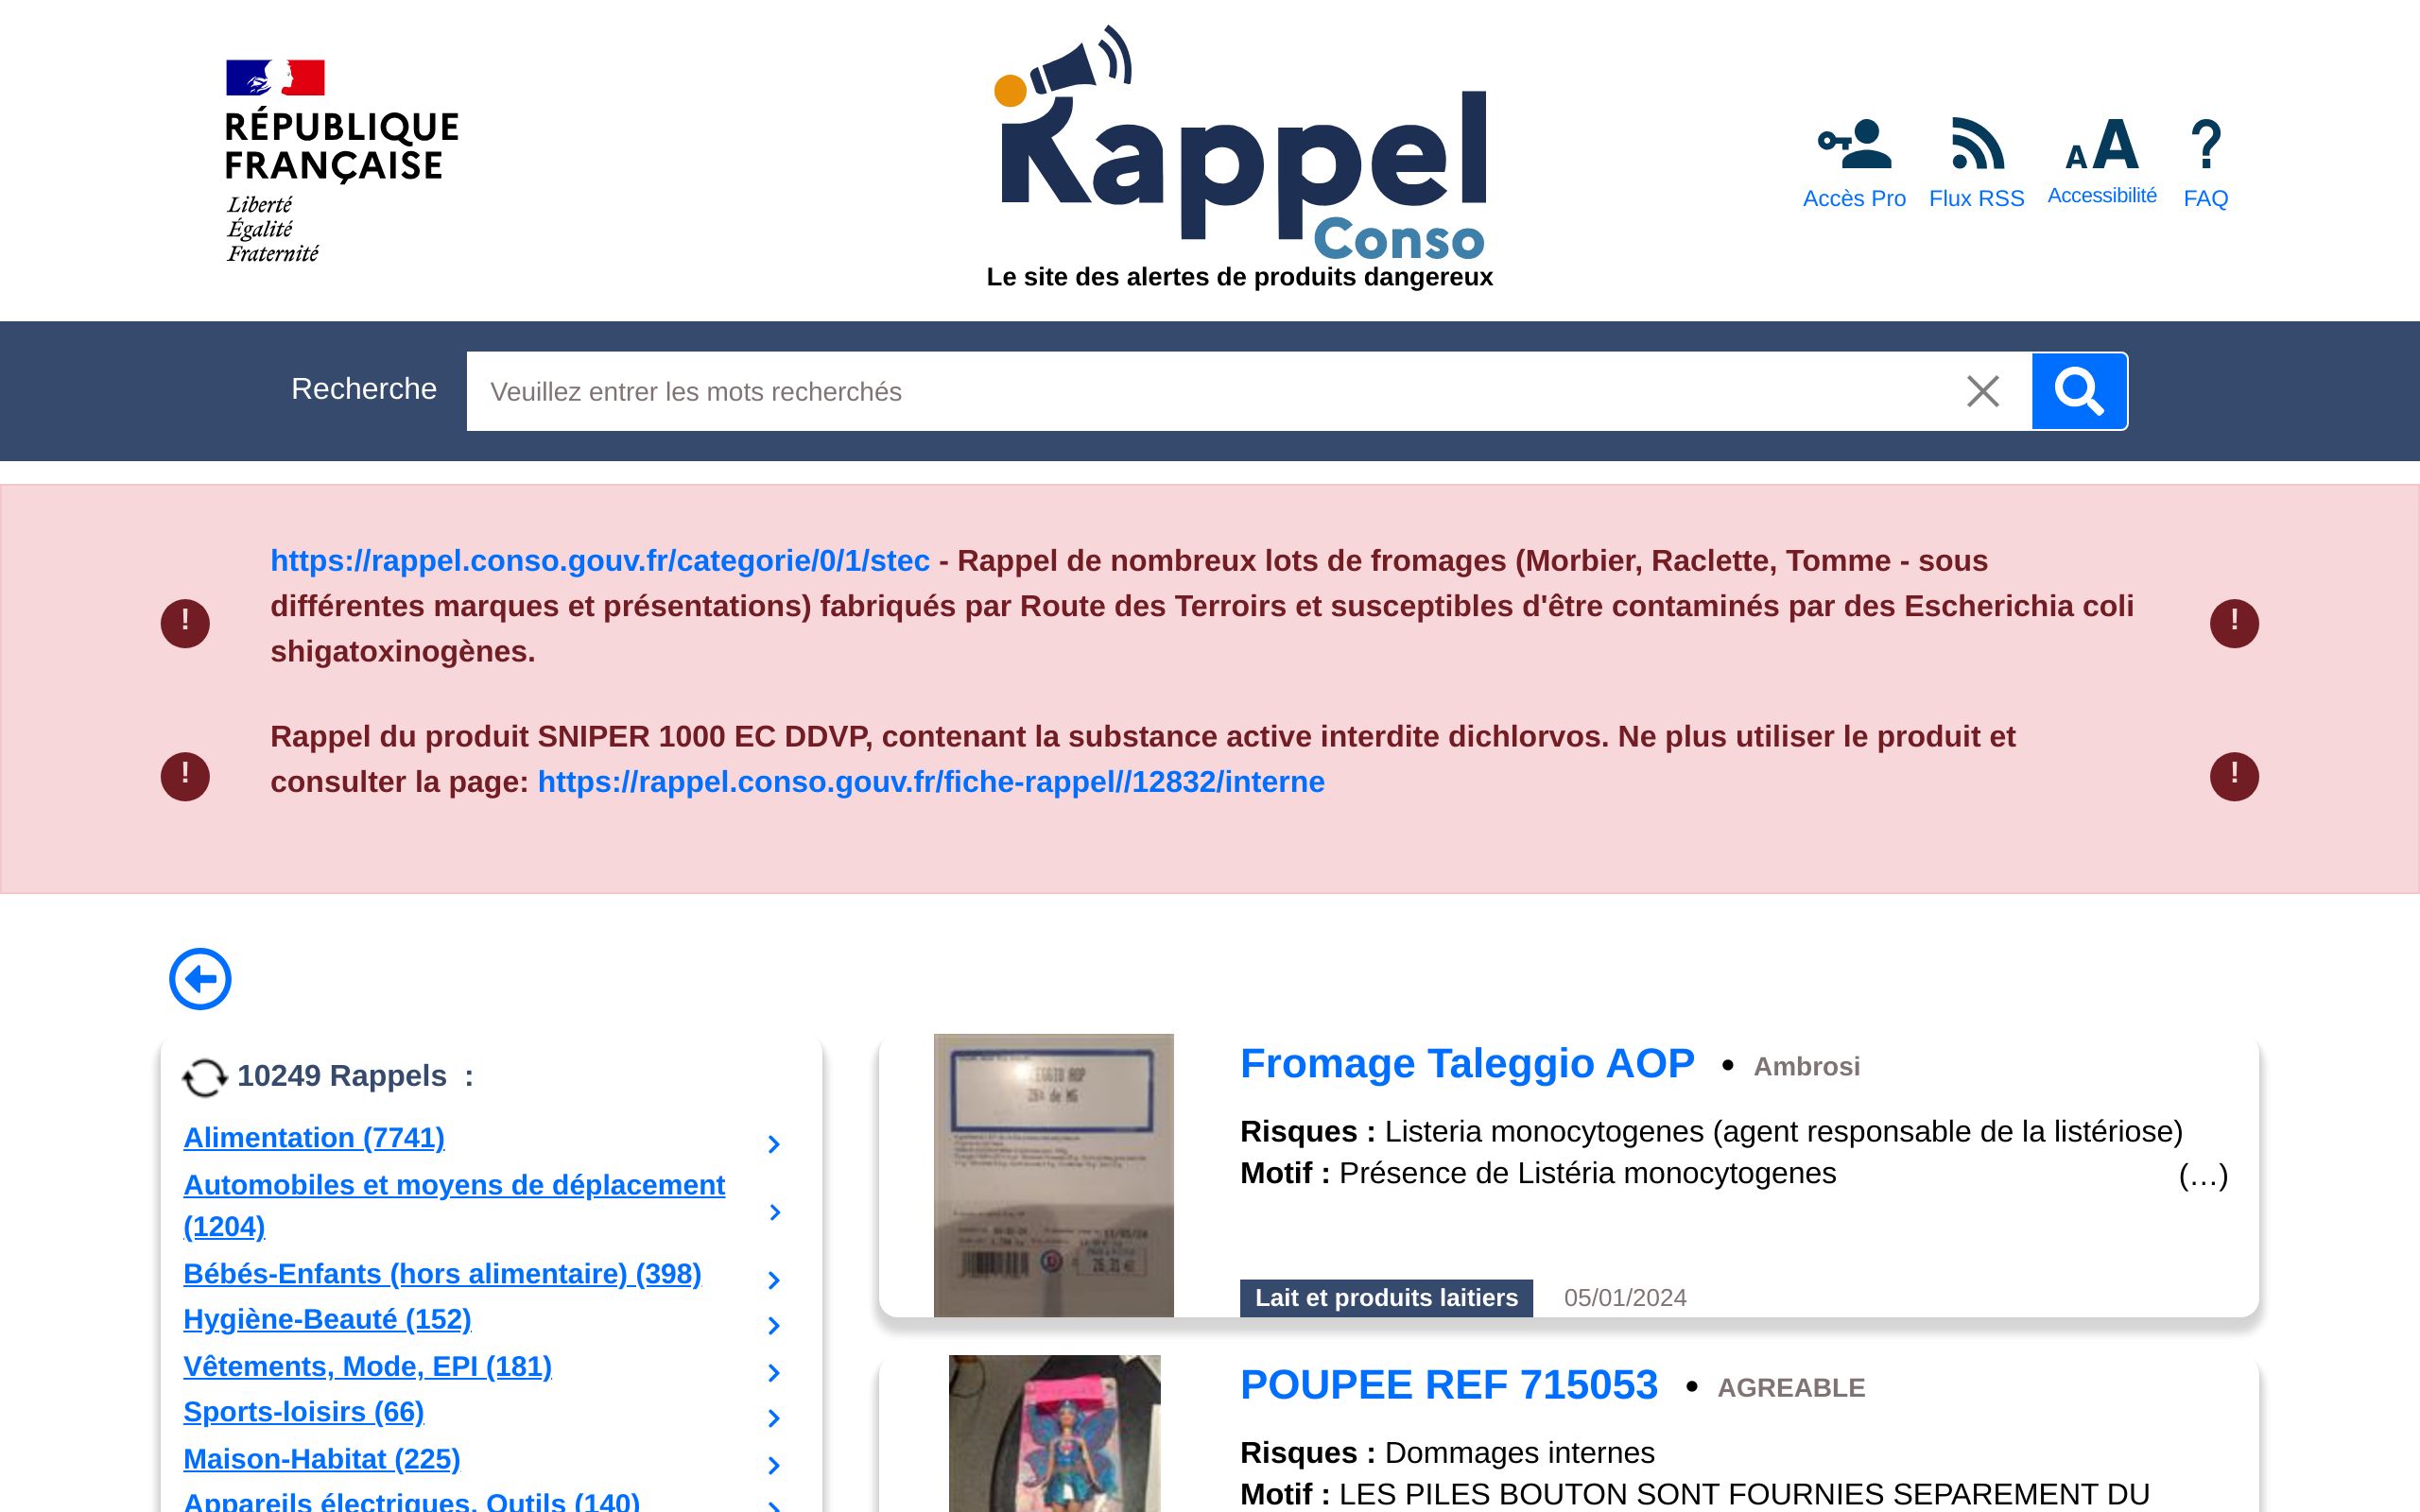 RÉPUBLIQUE
FRANÇAISE
Liberté
Égalité
Fraternité
Rappel
Conso
Le site des alertes de produits dangereux
Accès Pro
Flux RSS
AA
Accessibilité
?
FAQ
Recherche
Veuillez entrer les mots recherchés
https://rappel.conso.gouv.fr/categorie/0/1/stec - Rappel de nombreux lots de fromages (Morbier, Raclette, Tomme - sous
différentes marques et présentations) fabriqués par Route des Terroirs et susceptibles d'être contaminés par des Escherichia coli
shigatoxinogènes.
!
!
Rappel du produit SNIPER 1000 EC DDVP, contenant la substance active interdite dichlorvos. Ne plus utiliser le produit et
consulter la page: https://rappel.conso.gouv.fr/fiche-rappel//12832/interne
!
!
10249 Rappels :
Alimentation (7741)
Automobiles et moyens de déplacement
(1204)
Bébés-Enfants (hors alimentaire) (398)
Hygiène-Beauté (152)
Vêtements, Mode, EPI (181)
Sports-loisirs (66)
Maison-Habitat (225)
Appareils électriques, Outils (140)
Fromage Taleggio AOP • Ambrosi
Risques : Listeria monocytogenes (agent responsable de la listériose)
Motif : Présence de Listéria monocytogenes
(…)
Lait et produits laitiers
05/01/2024
POUPEE REF 715053 • AGREABLE
Risques : Dommages internes
Motif : LES PILES BOUTON SONT FOURNIES SEPAREMENT DU